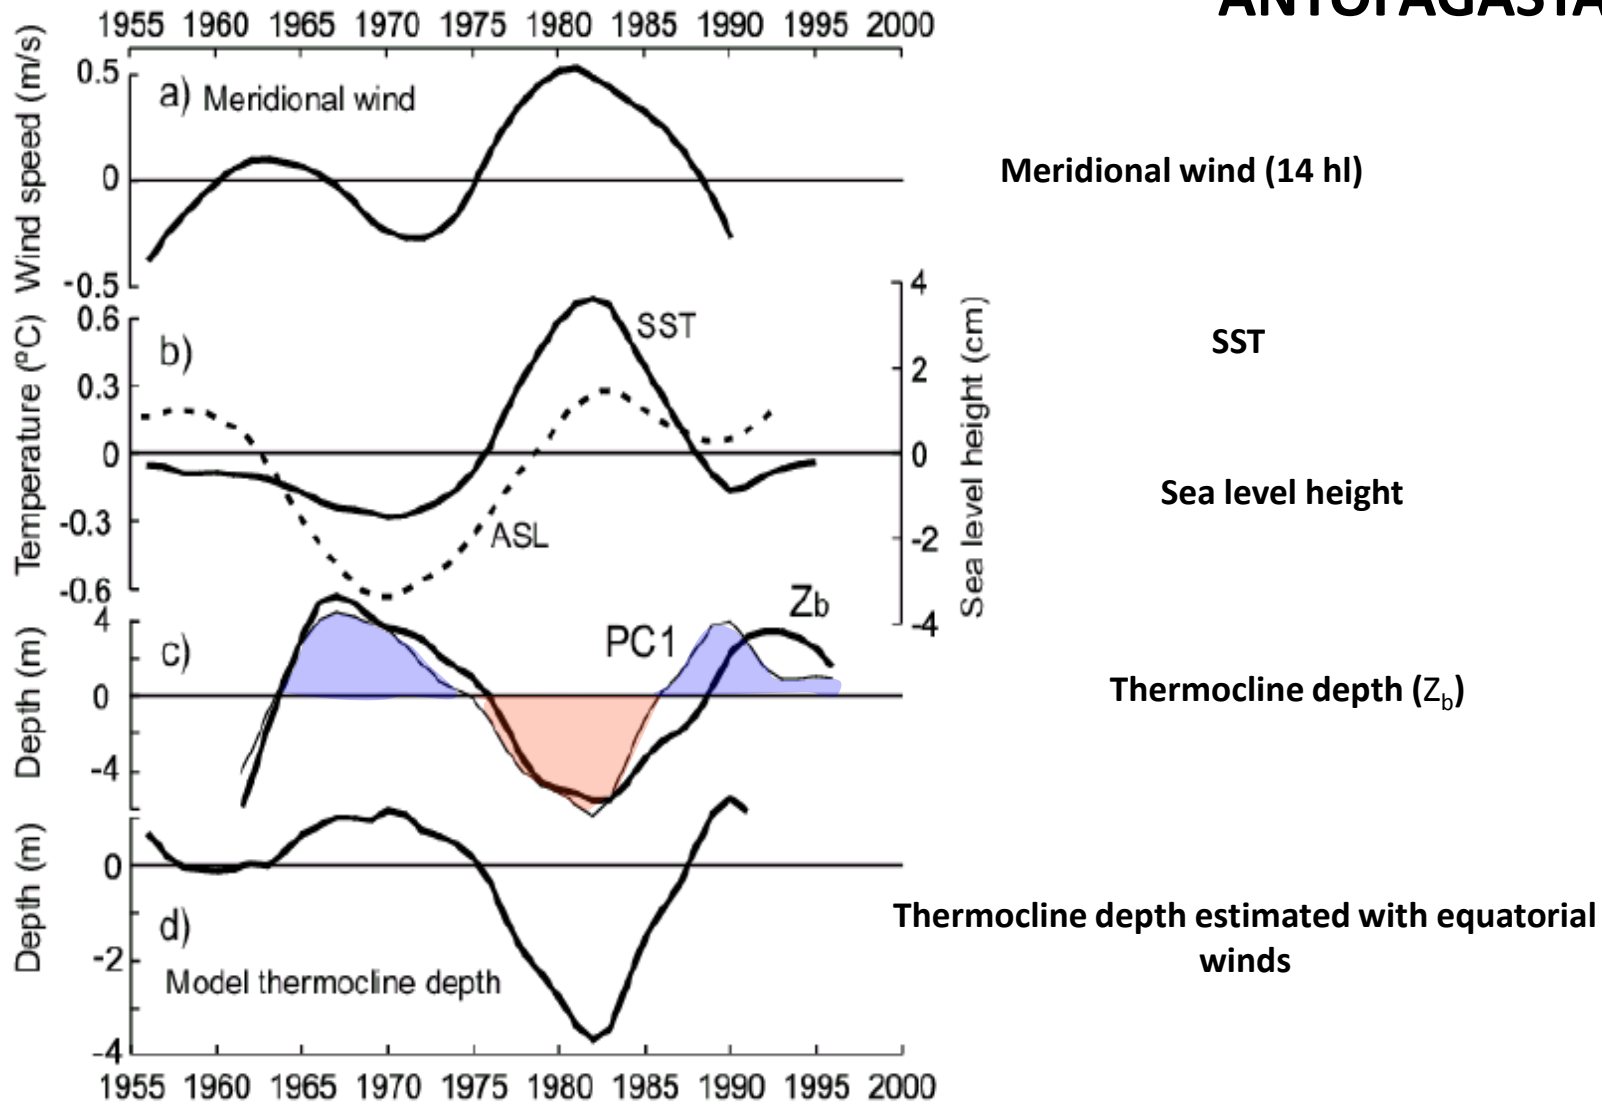 ANTOFAGASTA
1955 1960 1965 1970 1975 1980 1985 1990 1995 2000
Wind speed (m/s)
0.5
0
-0.5
a) Meridional wind
Meridional wind (14 hl)
Temperature (ºC)
0.6
0.3
0
-0.3
-0.6
b)
SST
ASL
4
2
0
-2
-4
Sea level height (cm)
SST
Sea level height
Depth (m)
4
0
-4
c)
PC1
Zb
Thermocline depth (Zb)
Depth (m)
0
-2
-4
d)
Model thermocline depth
Thermocline depth estimated with equatorial
winds
1955 1960 1965 1970 1975 1980 1985 1990 1995 2000